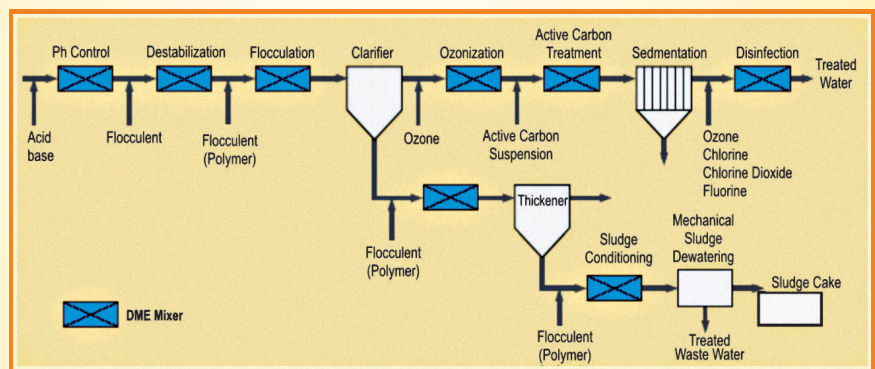 Ph Control
Destabilization
Flocculation
Clarifier
Ozonization
Active Carbon
Treatment
Sedimentation
Disinfection
Treated
Water
Acid
base
Flocculent
Flocculent
(Polymer)
Ozone
Active Carbon
Suspension
Ozone
Chlorine
Chlorine Dioxide
Fluorine
Flocculent
(Polymer)
Thickener
Sludge
Conditioning
Mechanical
Sludge
Dewatering
Sludge Cake
Flocculent
(Polymer)
Treated
Waste Water
DME Mixer